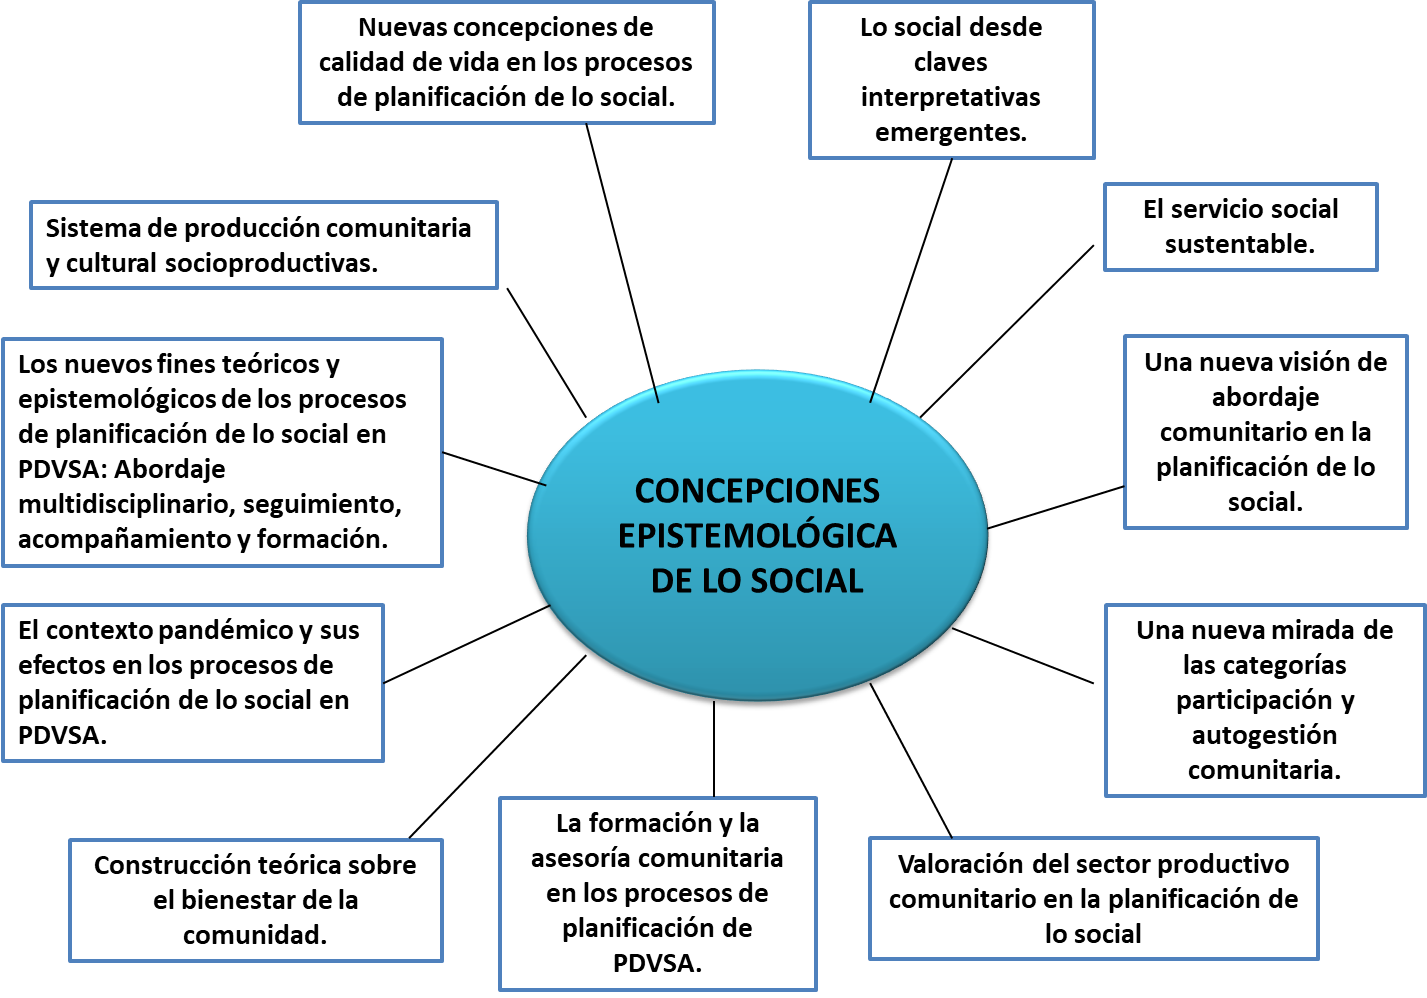 Nuevas concepciones de
calidad de vida en los procesos
de planificación de lo social.
Lo social desde
claves
interpretativas
emergentes.
El servicio social
sustentable.
Sistema de producción comunitaria
y cultural socioproductivas.
Los nuevos fines teóricos y
epistemológicos de los procesos
de planificación de lo social en
PDVSA: Abordaje
multidisciplinario, seguimiento,
acompañamiento y formación.
Una nueva visión de
abordaje
comunitario en la
planificación de lo
social.
CONCEPCIONES
EPISTEMOLÓGICA
DE LO SOCIAL
El contexto pandémico y sus
efectos en los procesos de
planificación de lo social en
PDVSA.
Una nueva mirada de
las categorías
participación y
autogestión
comunitaria.
Construcción teórica sobre
el bienestar de la
comunidad.
La formación y la
asesoría comunitaria
en los procesos de
planificación de
PDVSA.
Valoración del sector productivo
comunitario en la planificación de
lo social